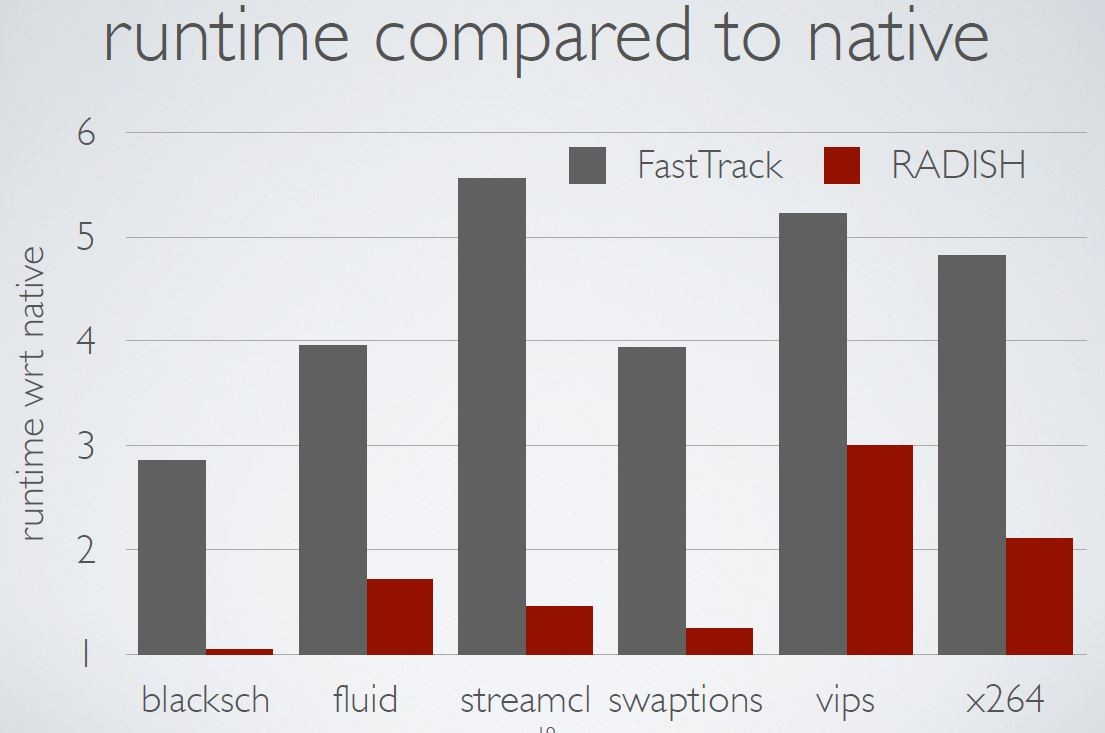 runtime compared to native
6
FastTrack RADISH
5
4
3
2
1
runtime wrt native
blacksch fluid streamcl swaptions vips x264